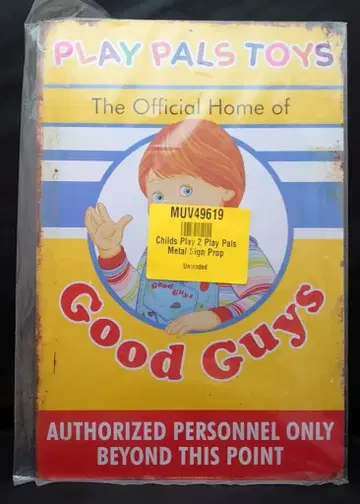 PLAY PALS TOYS
The Official Home of
MUV49619
Childs Play 2 Play Pals
Metal Sign Prop
Ungraded
Good Guys
Good Guys
AUTHORIZED PERSONNEL ONLY
BEYOND THIS POINT